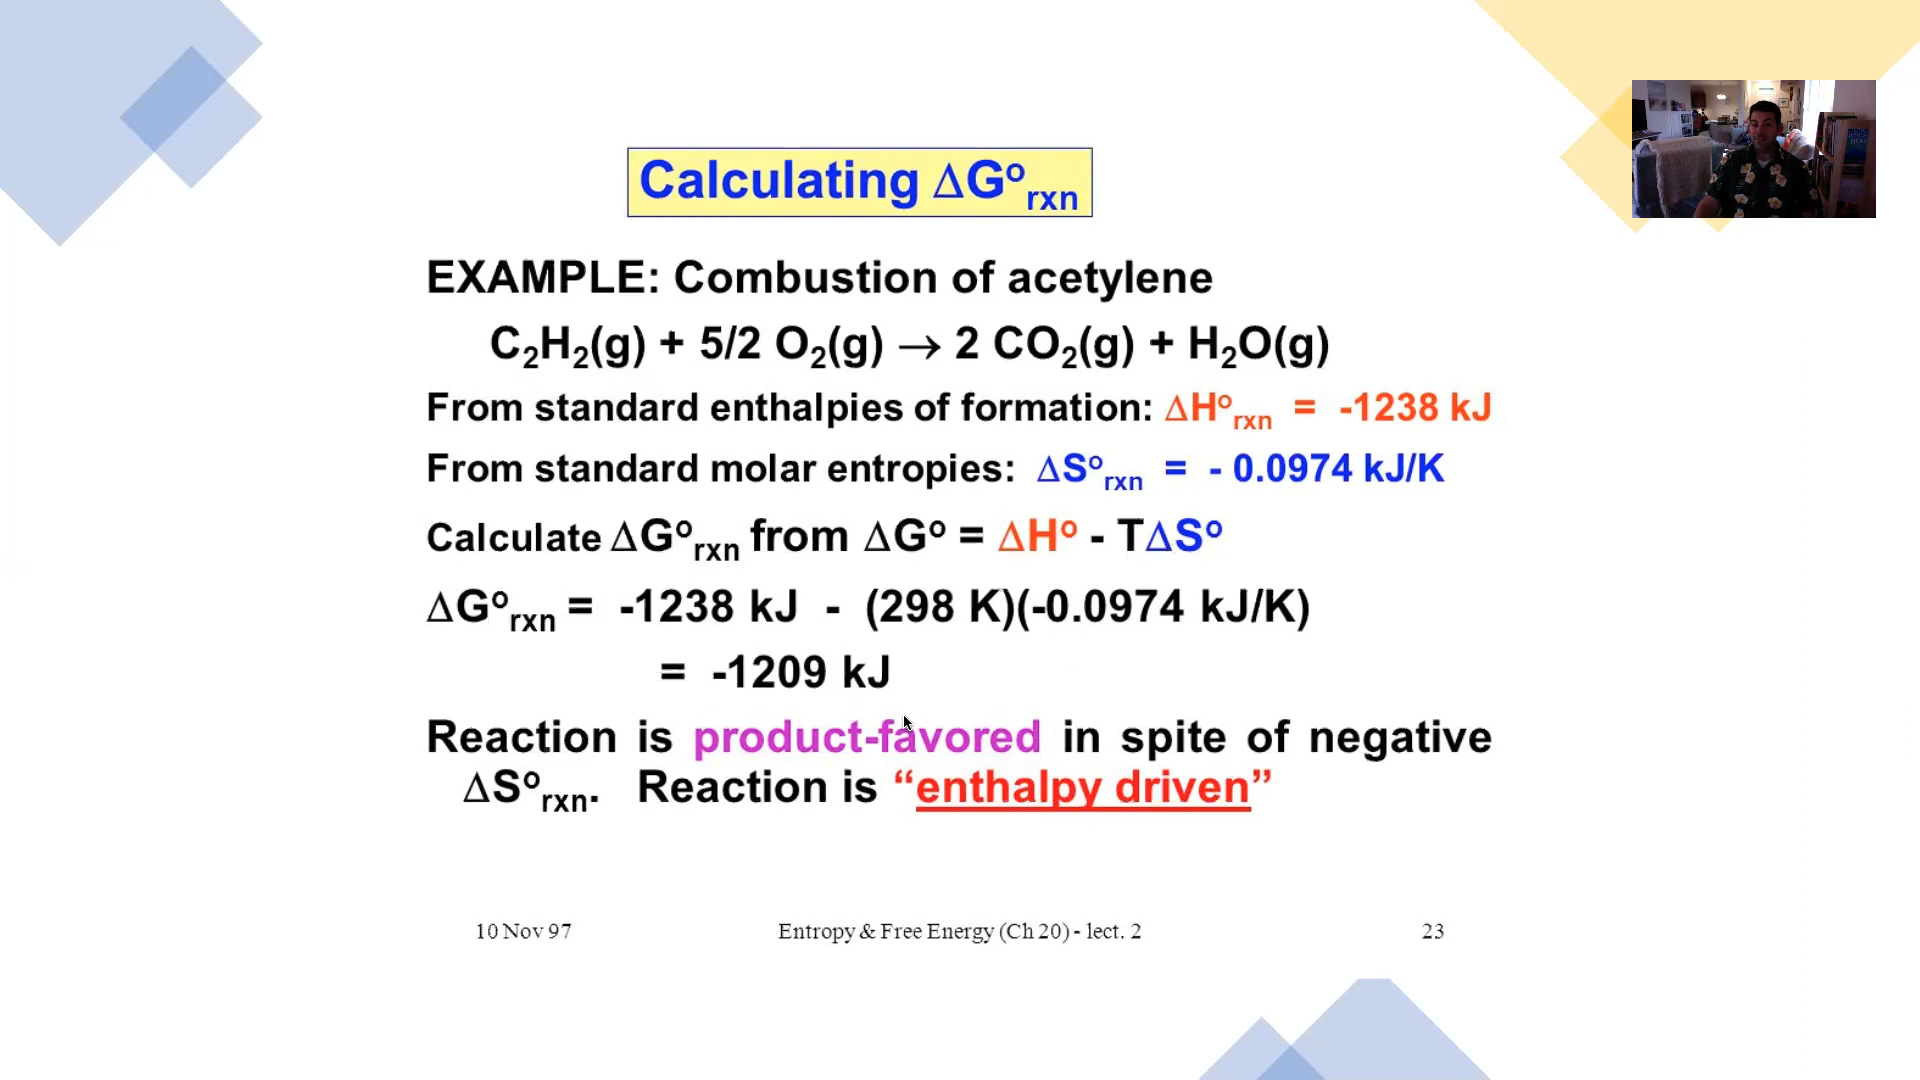 Calculating ΔG°rxn
EXAMPLE: Combustion of acetylene
C₂H₂(g) + 5/2 O₂(g) → 2 CO₂(g) + H₂O(g)
From standard enthalpies of formation: ΔH°rxn = -1238 kJ
From standard molar entropies: ΔS°rxn = - 0.0974 kJ/K
Calculate ΔG°rxn from ΔG° = ΔH° - TΔS°
ΔG°rxn = -1238 kJ - (298 K)(-0.0974 kJ/K)
= -1209 kJ
Reaction is product-favored in spite of negative
ΔS°rxn. Reaction is “enthalpy driven”
10 Nov 97 Entropy & Free Energy (Ch 20) - lect. 2 23